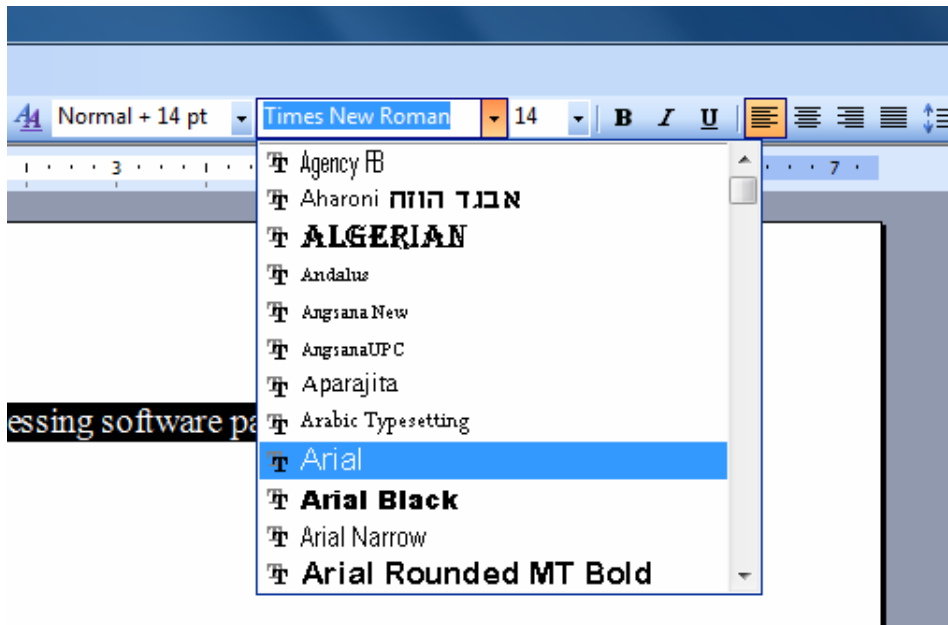 Normal + 14 pt Times New Roman 14 B I U
3 7
Agency FB
Aharoni אבגד הוזח
ALGERIAN
Andalus
Angsana New
AngsanaUPC
Aparajita
Arabic Typesetting
essing software pa
Arial
Arial Black
Arial Narrow
Arial Rounded MT Bold